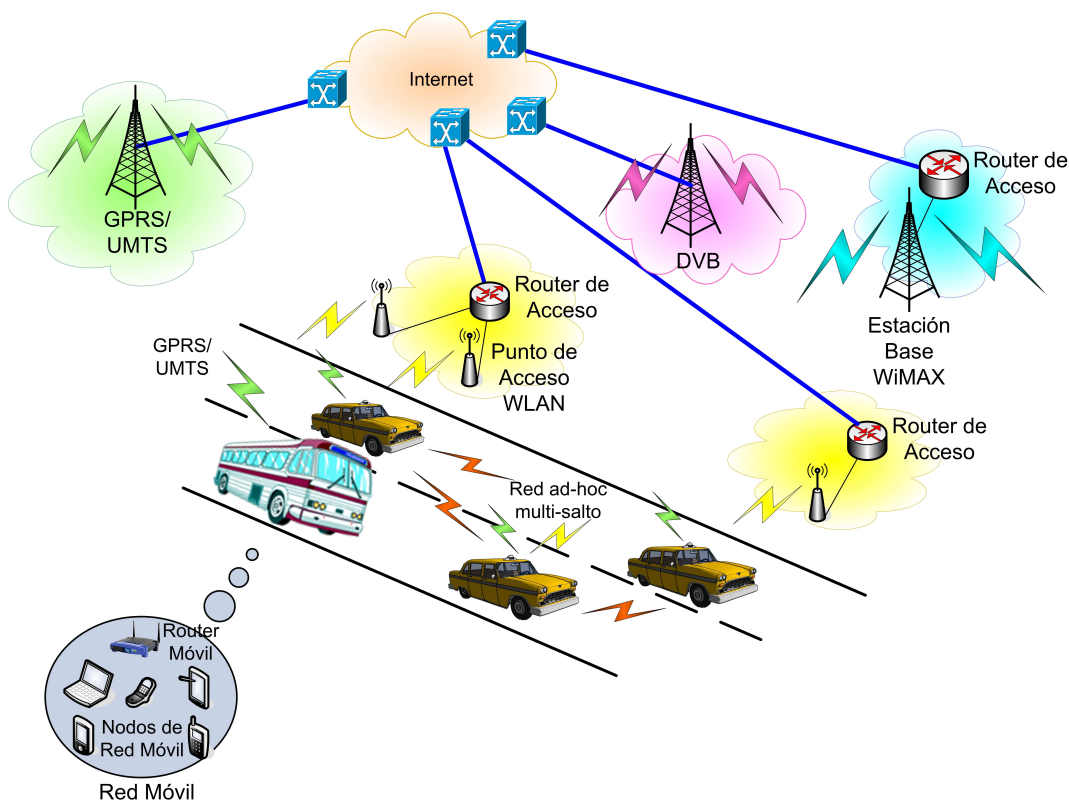 Internet
Router de
Acceso
GPRS/
UMTS
DVB
Router de
Acceso
Estación
Base
WiMAX
GPRS/
UMTS
Punto de
Acceso
WLAN
Router de
Acceso
Red ad-hoc
multi-salto
Router
Móvil
Nodos de
Red Móvil
Red Móvil